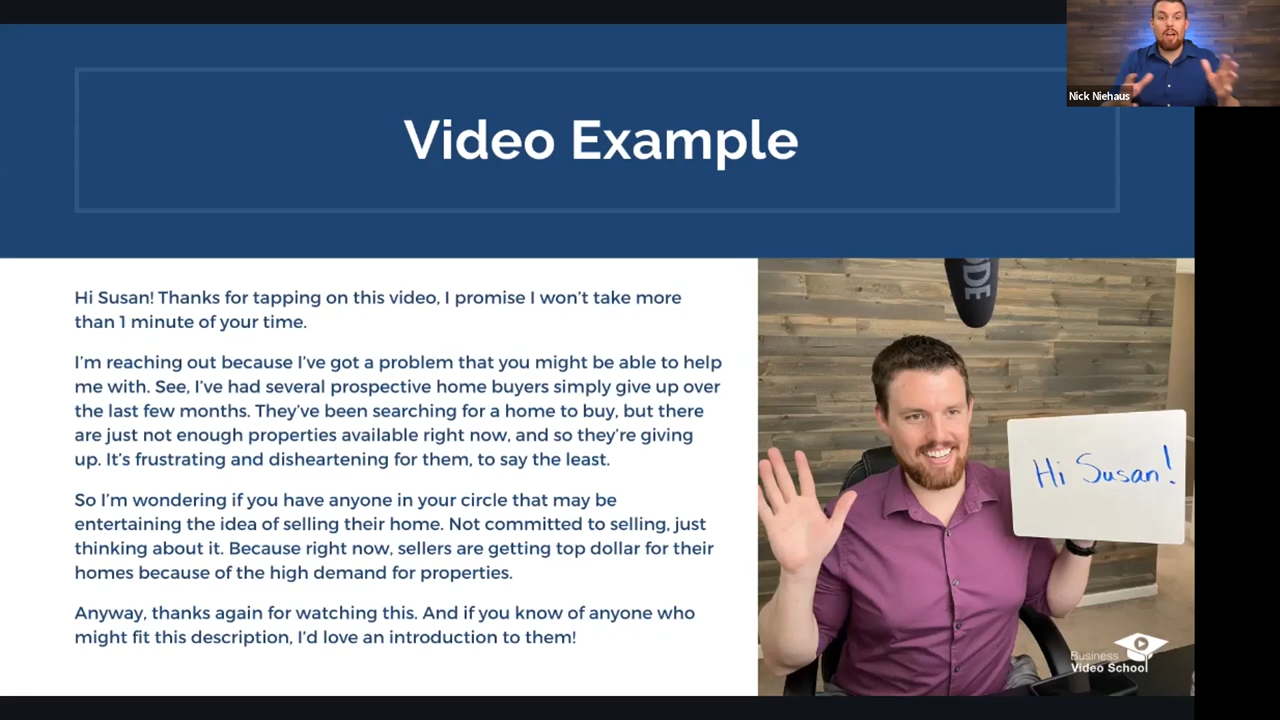 Nick Niehaus
Video Example
Hi Susan! Thanks for tapping on this video, I promise I won’t take more
than 1 minute of your time.
I’m reaching out because I’ve got a problem that you might be able to help
me with. See, I’ve had several prospective home buyers simply give up over
the last few months. They’ve been searching for a home to buy, but there
are just not enough properties available right now, and so they’re giving
up. It’s frustrating and disheartening for them, to say the least.
So I’m wondering if you have anyone in your circle that may be
entertaining the idea of selling their home. Not committed to selling, just
thinking about it. Because right now, sellers are getting top dollar for their
homes because of the high demand for properties.
Anyway, thanks again for watching this. And if you know of anyone who
might fit this description, I’d love an introduction to them!
ODE
Hi Susan!
Business
Video School